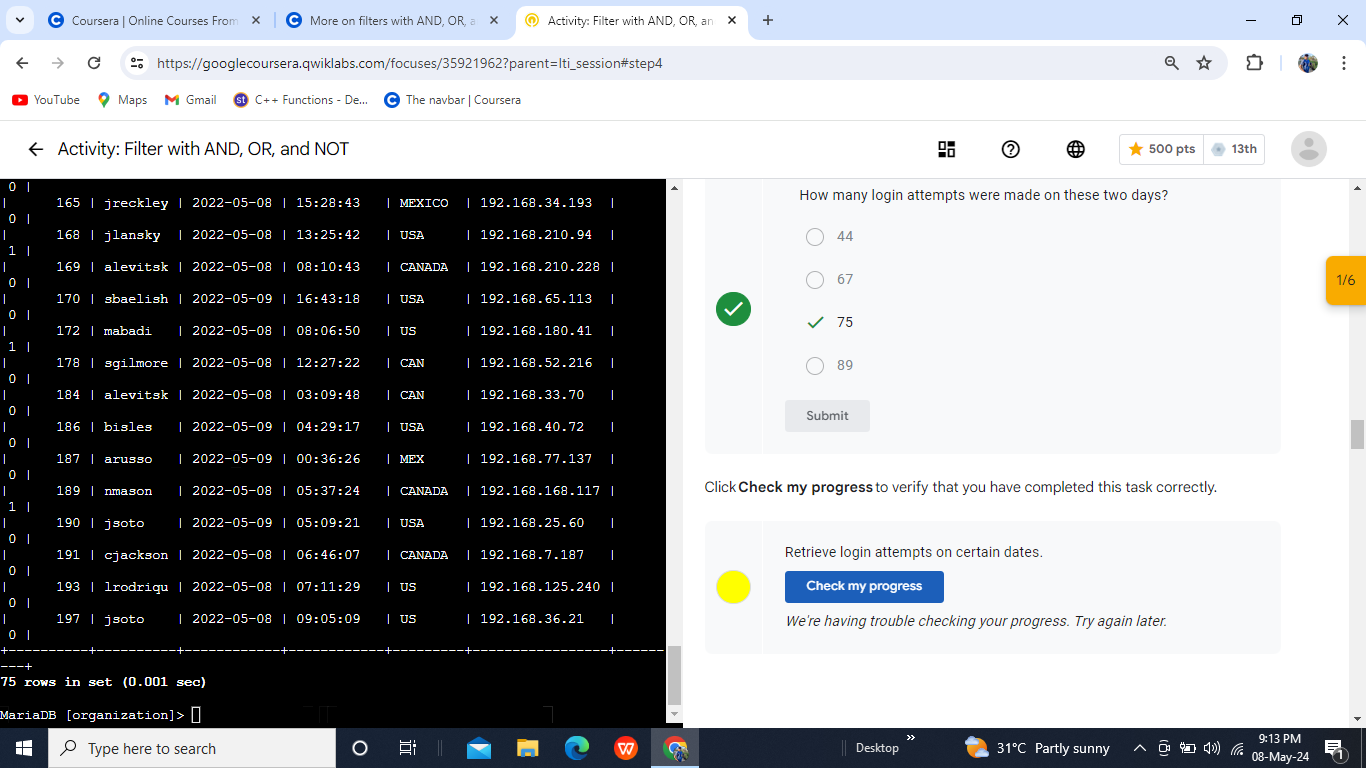 Coursera | Online Courses From
More on filters with AND, OR, a
Activity: Filter with AND, OR, an
https://googlecoursera.qwiklabs.com/focuses/35921962?parent=lti_session#step4
YouTube
Maps
Gmail
st
C++ Functions - De...
The navbar | Coursera
Activity: Filter with AND, OR, and NOT
500 pts
13th
0 |
| 165 | jreckley | 2022-05-08 | 15:28:43 | MEXICO | 192.168.34.193 |
0 |
| 168 | jlansky | 2022-05-08 | 13:25:42 | USA | 192.168.210.94 |
1 |
| 169 | alevitsk | 2022-05-08 | 08:10:43 | CANADA | 192.168.210.228 |
0 |
| 170 | sbaelish | 2022-05-09 | 16:43:18 | USA | 192.168.65.113 |
0 |
| 172 | mabadi | 2022-05-08 | 08:06:50 | US | 192.168.180.41 |
1 |
| 178 | sgilmore | 2022-05-08 | 12:27:22 | CAN | 192.168.52.216 |
0 |
| 184 | alevitsk | 2022-05-08 | 03:09:48 | CAN | 192.168.33.70 |
0 |
| 186 | bisles | 2022-05-09 | 04:29:17 | USA | 192.168.40.72 |
0 |
| 187 | arusso | 2022-05-09 | 00:36:26 | MEX | 192.168.77.137 |
0 |
| 189 | nmason | 2022-05-08 | 05:37:24 | CANADA | 192.168.168.117 |
1 |
| 190 | jsoto | 2022-05-09 | 05:09:21 | USA | 192.168.25.60 |
0 |
| 191 | cjackson | 2022-05-08 | 06:46:07 | CANADA | 192.168.7.187 |
0 |
| 193 | lrodriqu | 2022-05-08 | 07:11:29 | US | 192.168.125.240 |
0 |
| 197 | jsoto | 2022-05-08 | 09:05:09 | US | 192.168.36.21 |
0 |
+----------+----------+------------+------------+---------+-----------------+------
---+
75 rows in set (0.001 sec)
MariaDB [organization]>
How many login attempts were made on these two days?
44
67
75
89
Submit
1/6
Click Check my progress to verify that you have completed this task correctly.
Retrieve login attempts on certain dates.
Check my progress
We're having trouble checking your progress. Try again later.
Type here to search
Desktop
31°C Partly sunny
9:13 PM
08-May-24
1